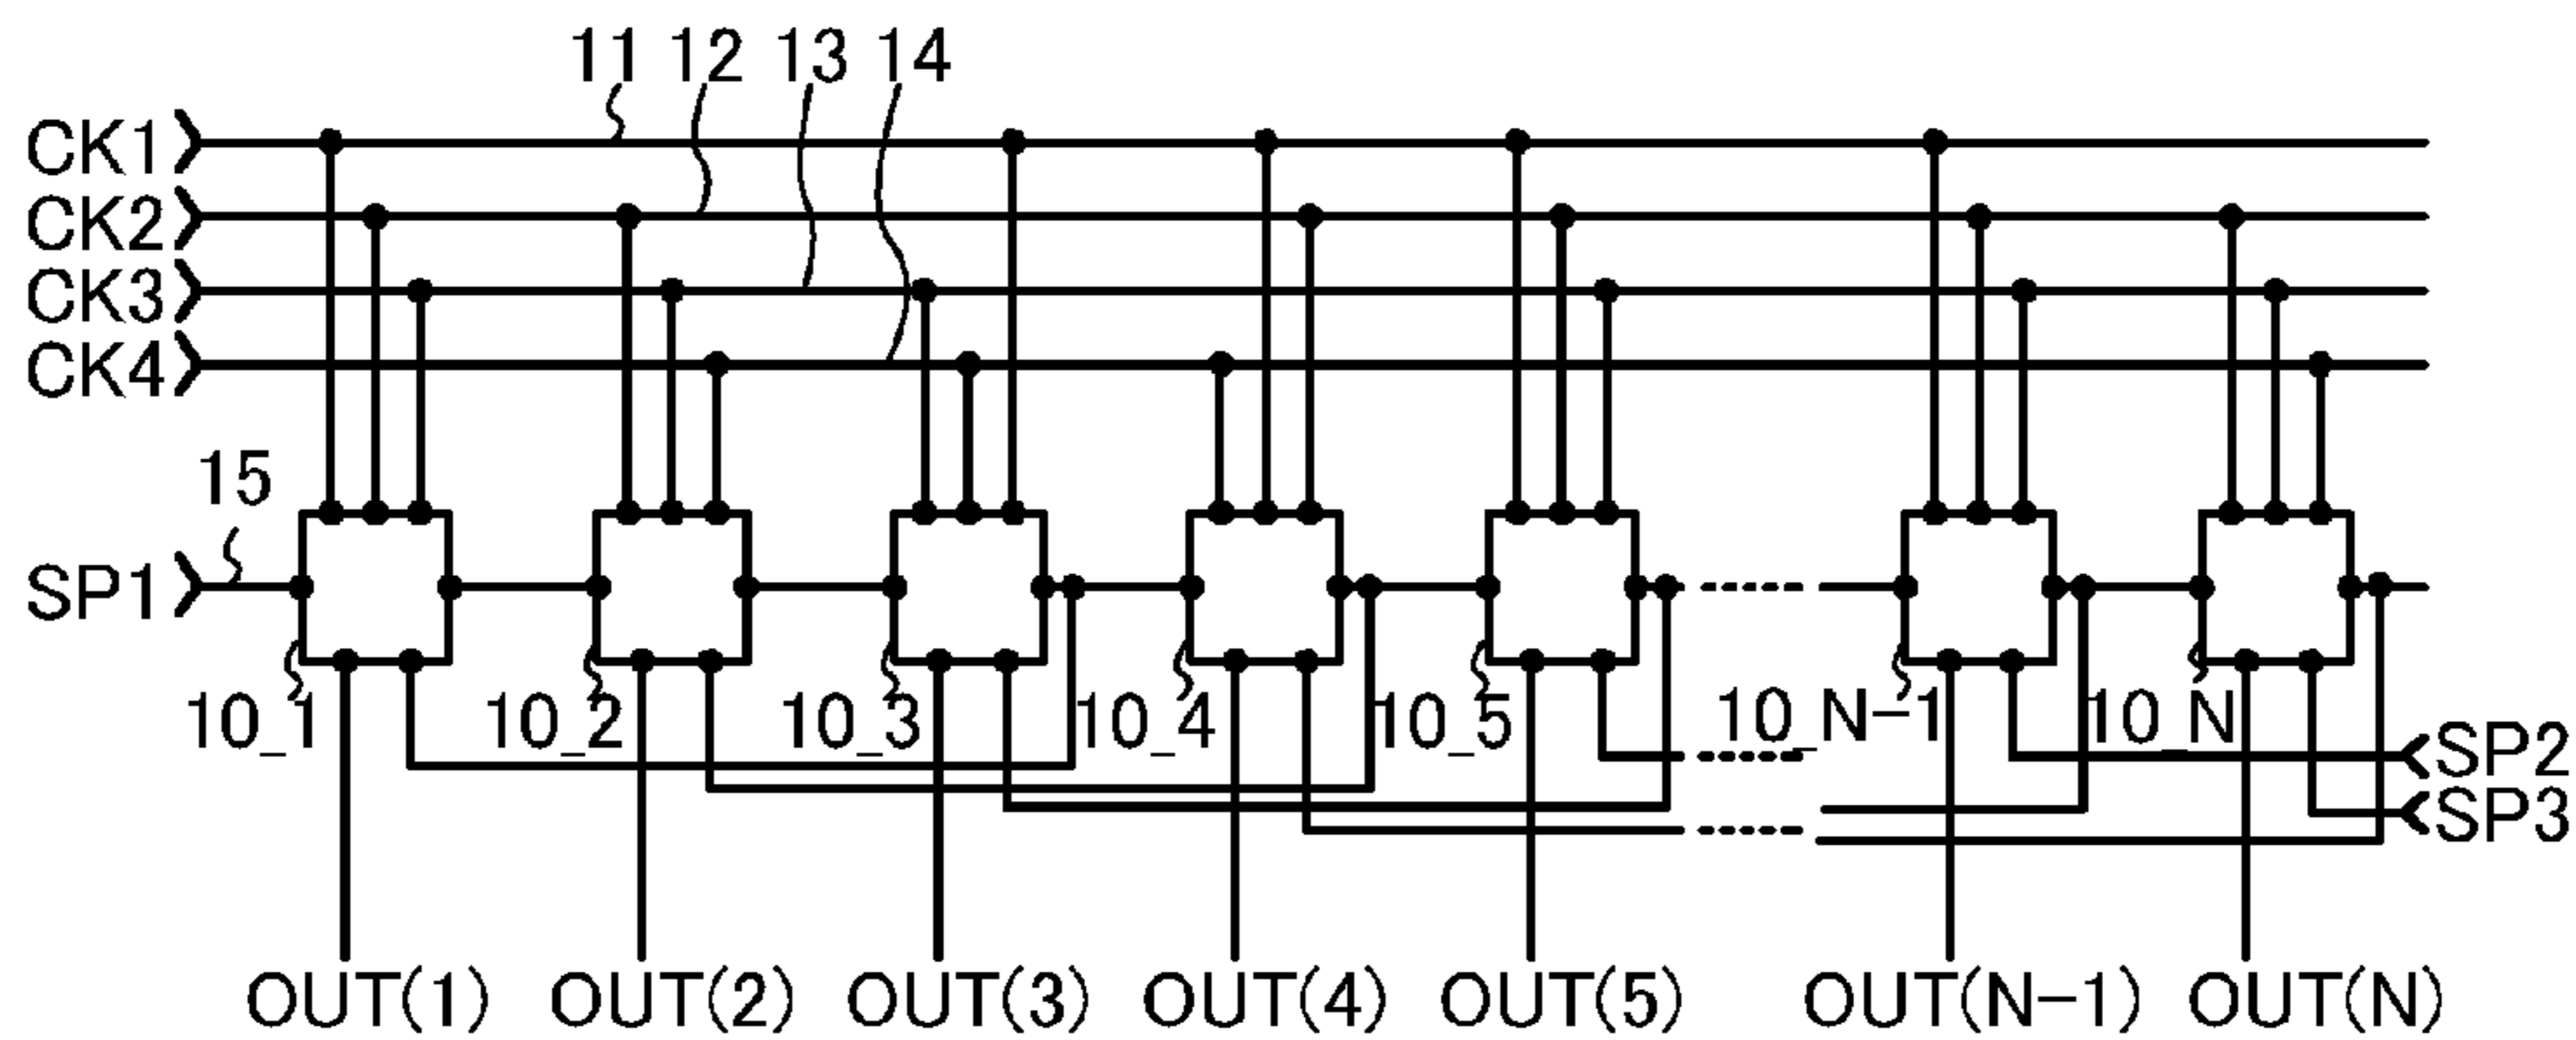 11 12 13 14
CK1
CK2
CK3
CK4
15
SP1
10_1 10_2 10_3 10_4 10_5 10_N-1 10_N
SP2
SP3
OUT(1) OUT(2) OUT(3) OUT(4) OUT(5) OUT(N-1) OUT(N)